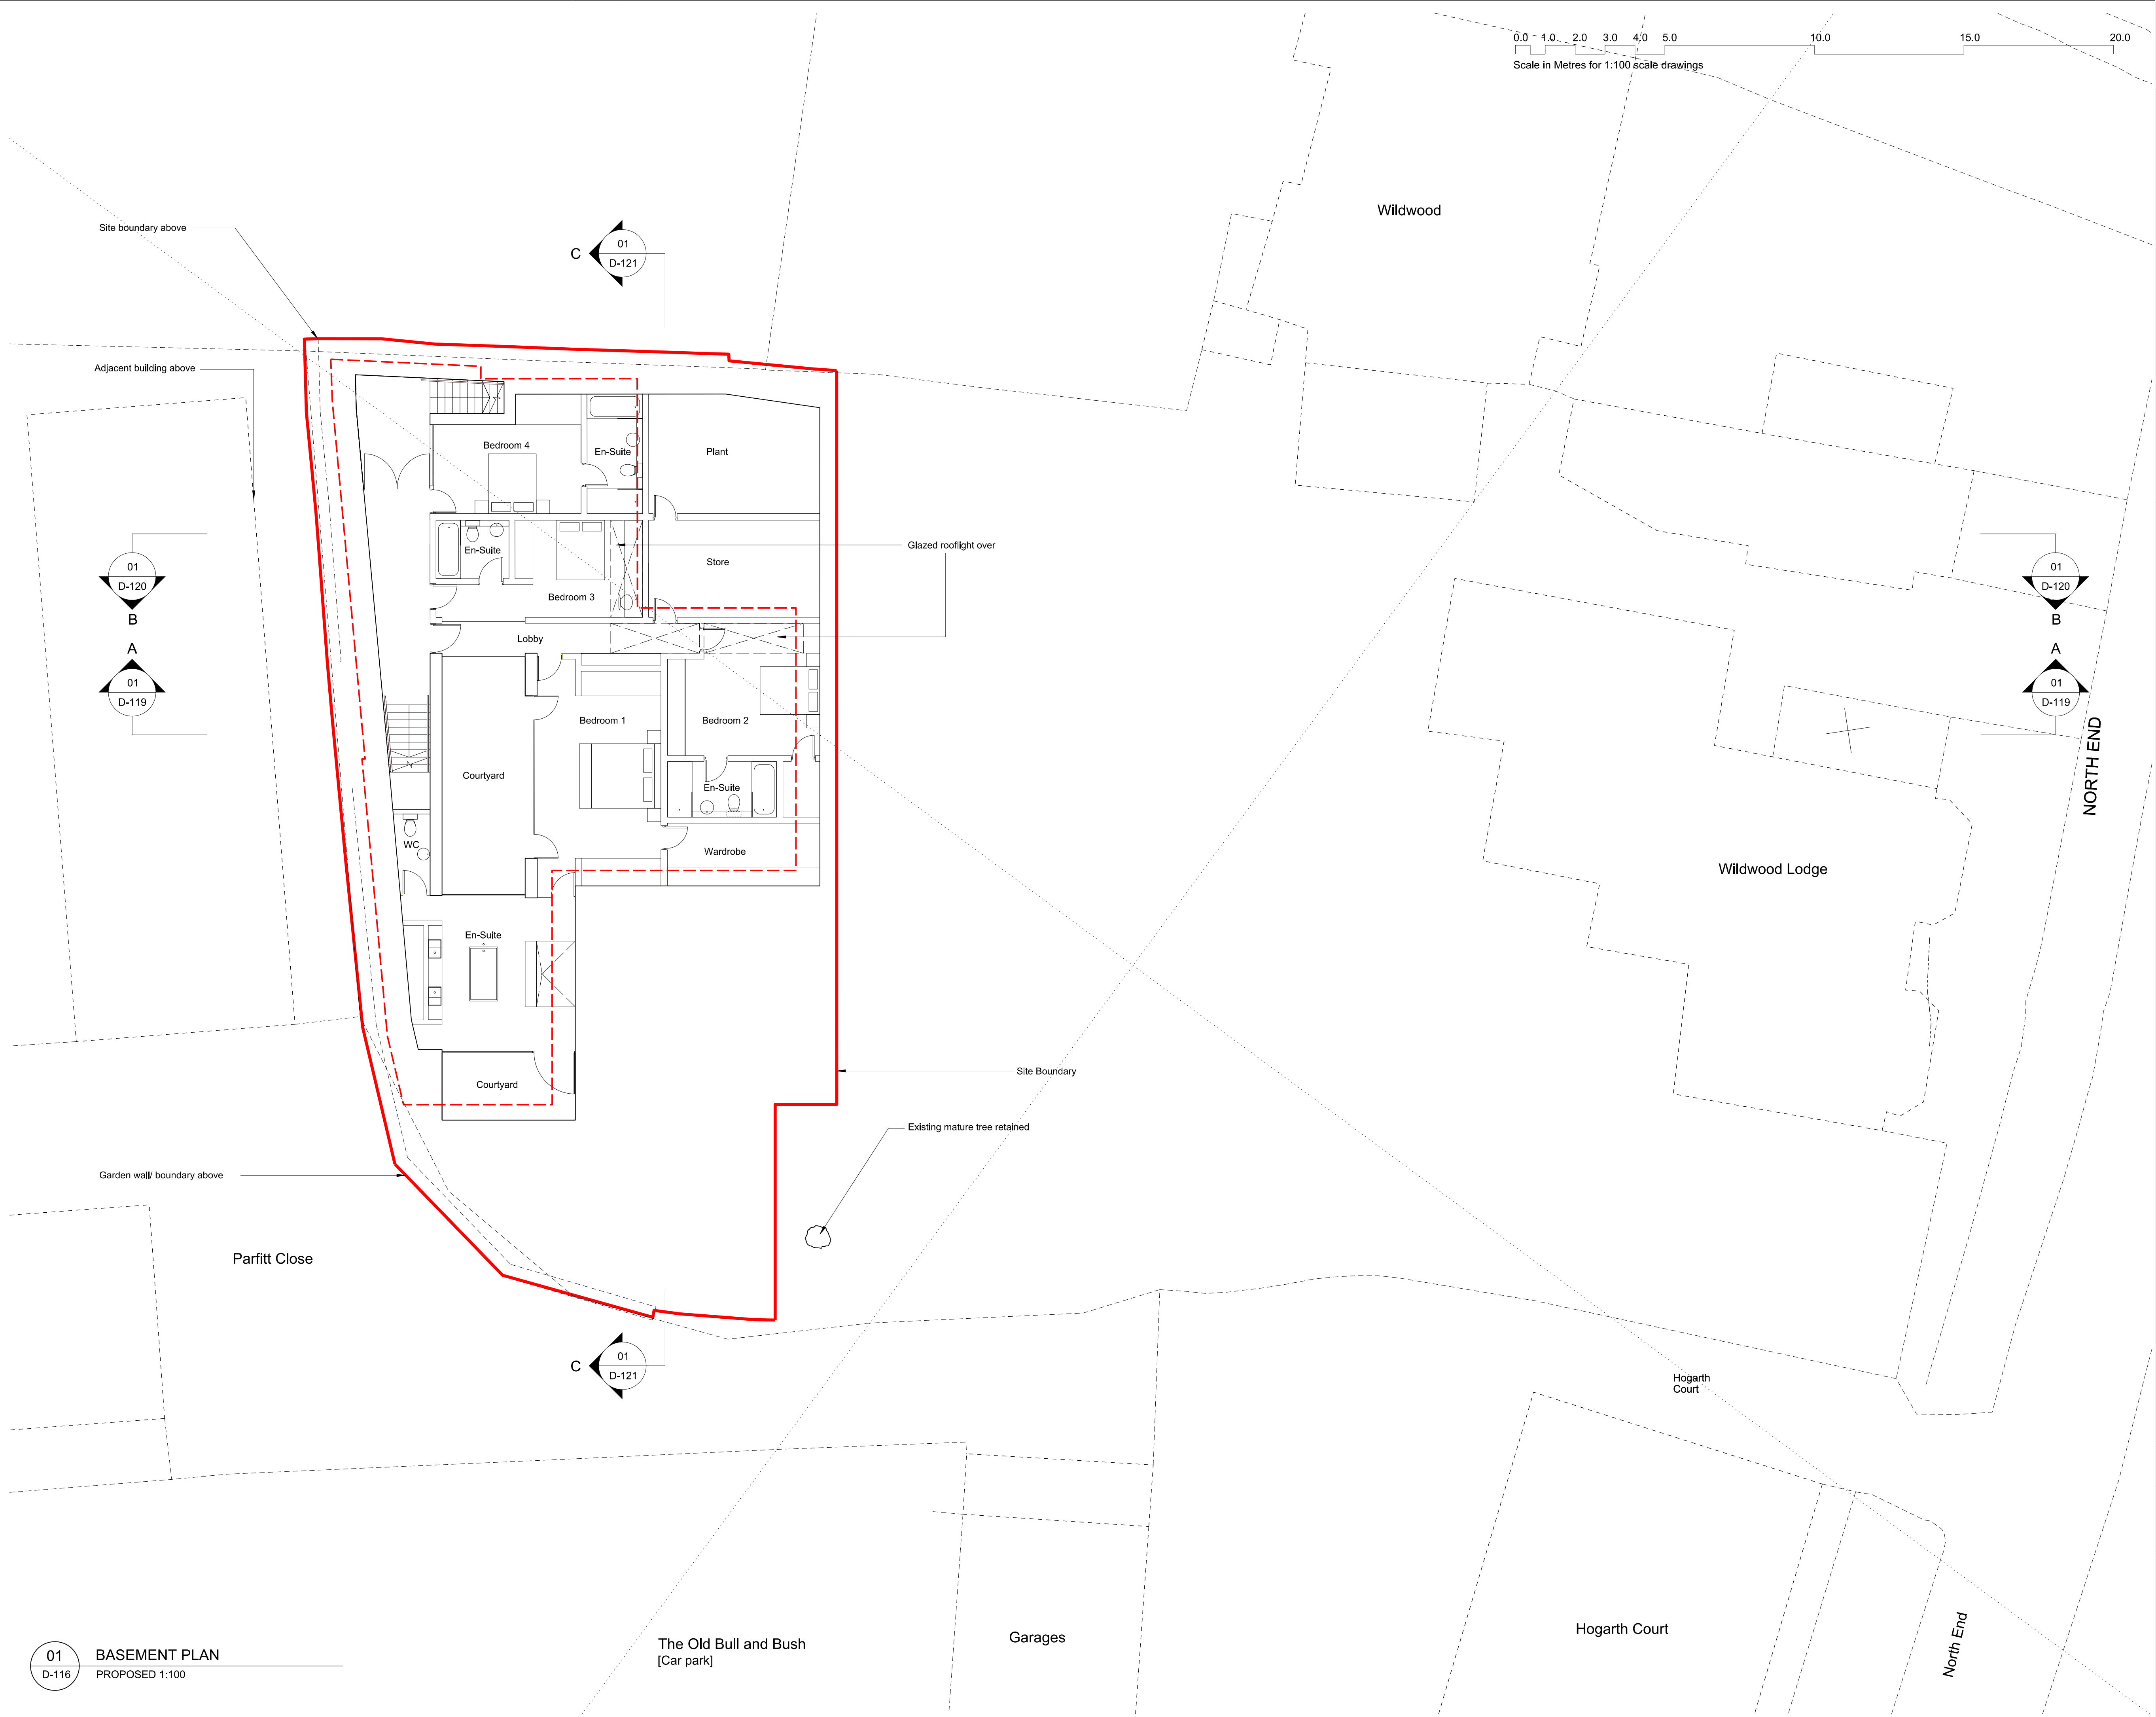 0.0 1.0 2.0 3.0 4.0 5.0 10.0 15.0 20.0
Scale in Metres for 1:100 scale drawings
Wildwood
Site boundary above
C
01
D-121
Adjacent building above
Bedroom 4
En-Suite
Plant
Glazed rooflight over
En-Suite
Store
01
D-120
B
01
D-120
B
Bedroom 3
Lobby
A
01
D-119
A
01
D-119
Bedroom 1
Bedroom 2
NORTH END
Courtyard
En-Suite
WC
Wardrobe
Wildwood Lodge
En-Suite
Site Boundary
Courtyard
Existing mature tree retained
Garden wall/ boundary above
Parfitt Close
C
01
D-121
Hogarth
Court
01
D-116
BASEMENT PLAN
PROPOSED 1:100
The Old Bull and Bush
[Car park]
Garages
Hogarth Court
North End